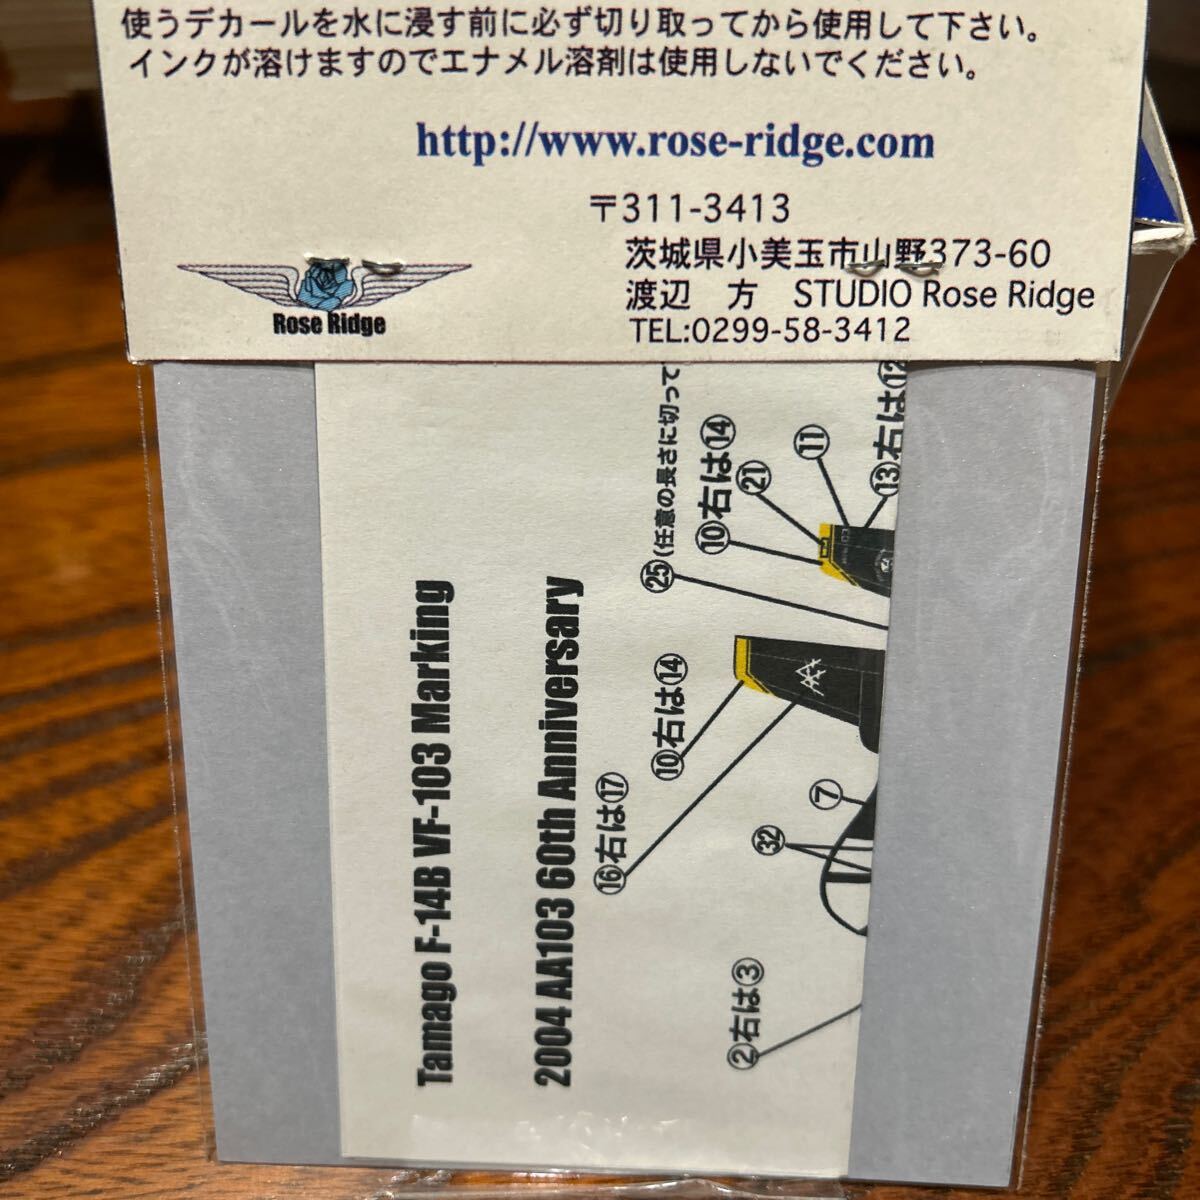 使うデカールを水に浸す前に必ず切り取ってから使用して下さい。
インクが溶けますのでエナメル溶剤は使用しないでください。
http://www.rose-ridge.com
〒311-3413
茨城県小美玉市山野373-60
渡辺　方　STUDIO Rose Ridge
TEL:0299-58-3412
Rose Ridge
Tamago F-14B VF-103 Marking
2004 AA103 60th Anniversary
㉕(任意の長さに切って
⑩右は⑭
㉑
⑪
⑬右は⑫
⑩右は⑭
⑯右は⑰
⑦
㉜
②右は③